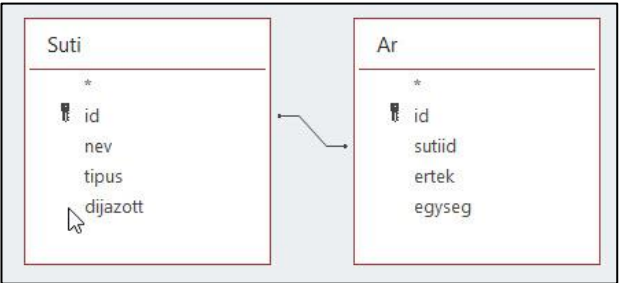 Suti
*
id
nev
tipus
dijazott
Ar
*
id
sutiid
ertek
egyseg